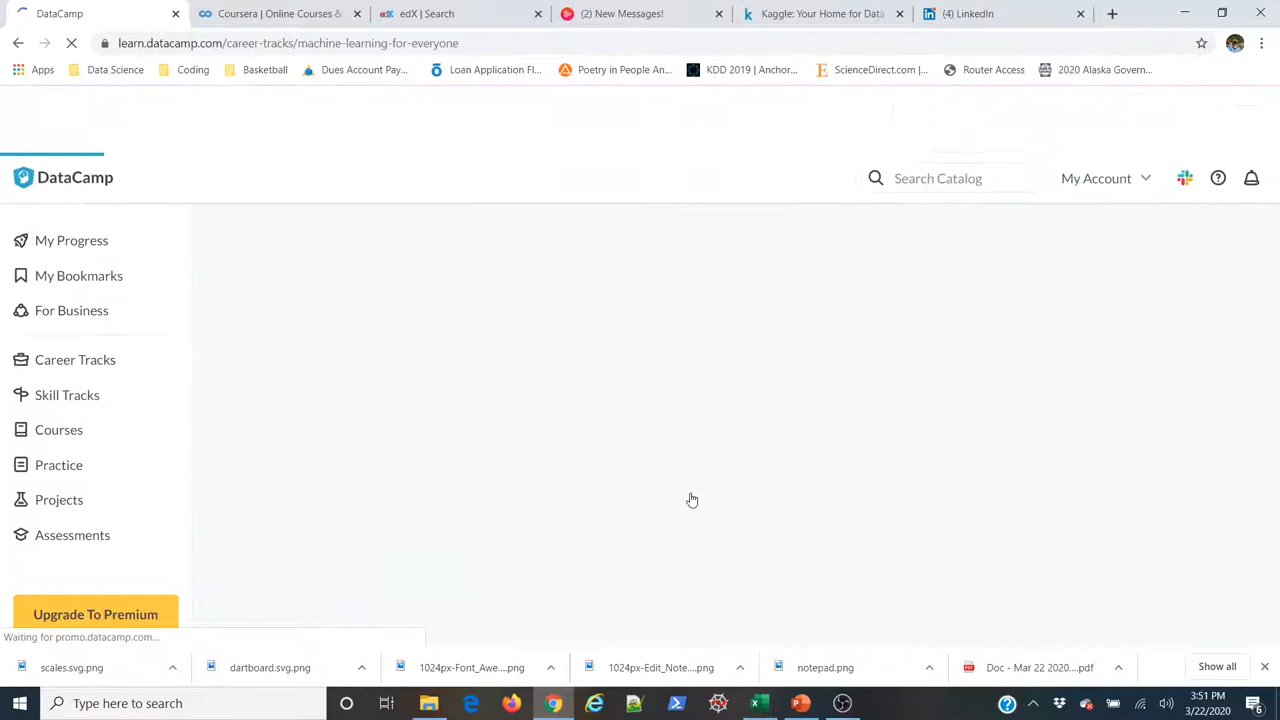 DataCamp
Coursera | Online Courses &
edX | Search
(2) New Messages!
Kaggle: Your Home for Data
(4) LinkedIn
learn.datacamp.com/career-tracks/machine-learning-for-everyone
Apps
Data Science
Coding
Basketball
Dues Account Pay...
Loan Application Fl...
Poetry in People An...
KDD 2019 | Anchor...
ScienceDirect.com |...
Router Access
2020 Alaska Govern...
DataCamp
Search Catalog
My Account
My Progress
My Bookmarks
For Business
Career Tracks
Skill Tracks
Courses
Practice
Projects
Assessments
Upgrade To Premium
Waiting for promo.datacamp.com...
scales.svg.png
dartboard.svg.png
1024px-Font_Awe....png
1024px-Edit_Note....png
notepad.png
Doc - Mar 22 2020....pdf
Show all
Type here to search
3:51 PM
3/22/2020
6